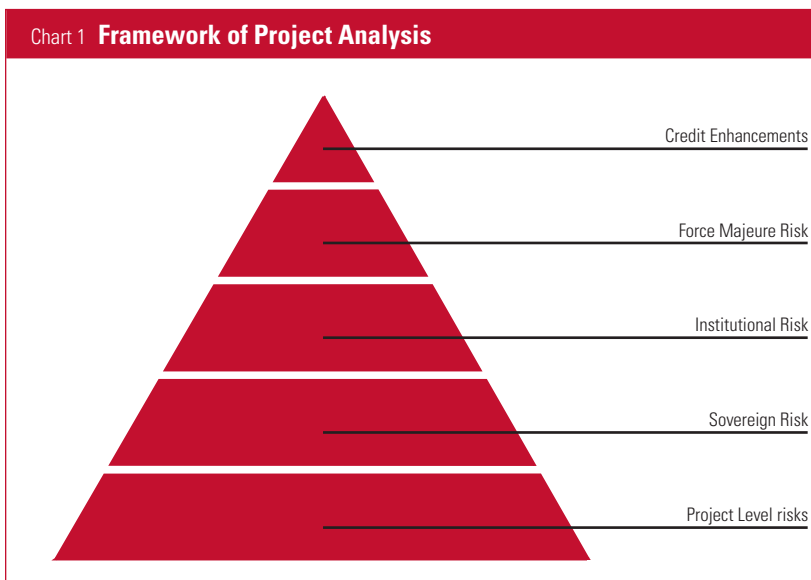 Chart 1 Framework of Project Analysis
Credit Enhancements
Force Majeure Risk
Institutional Risk
Sovereign Risk
Project Level risks